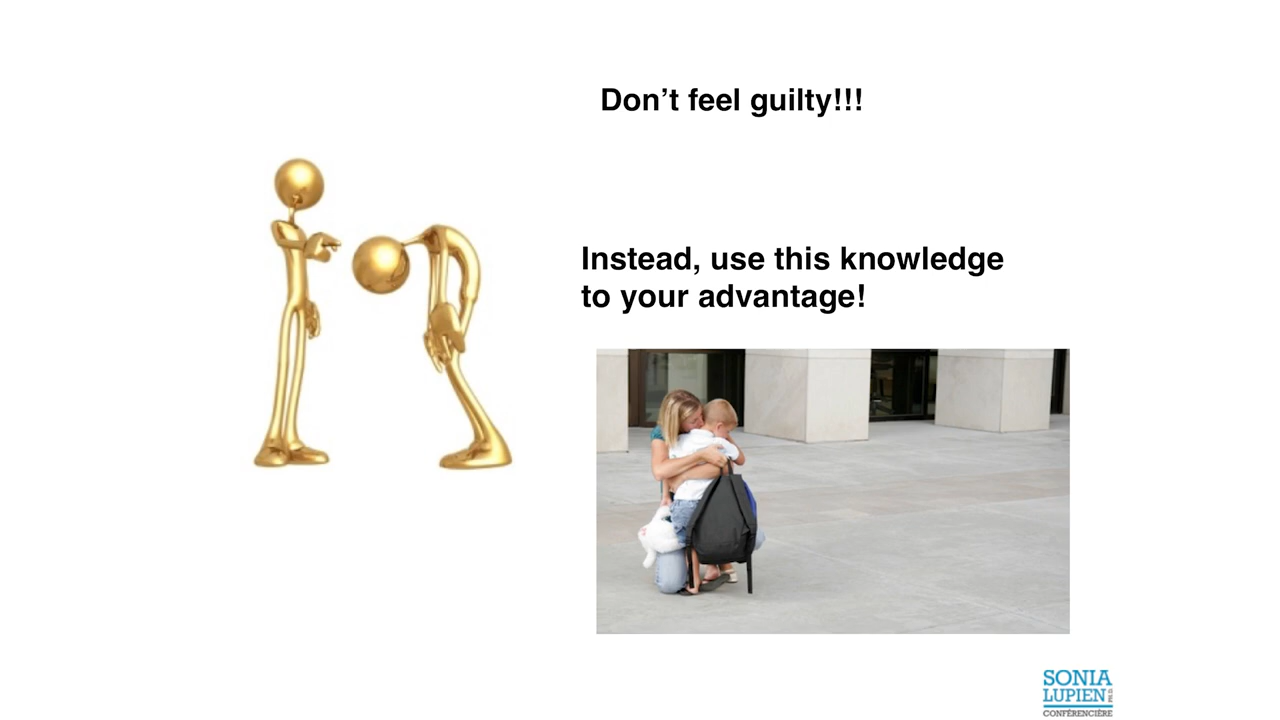 Don’t feel guilty!!!
Instead, use this knowledge
to your advantage!
SONIA
LUPIEN PH.D.
CONFÉRENCIÈRE